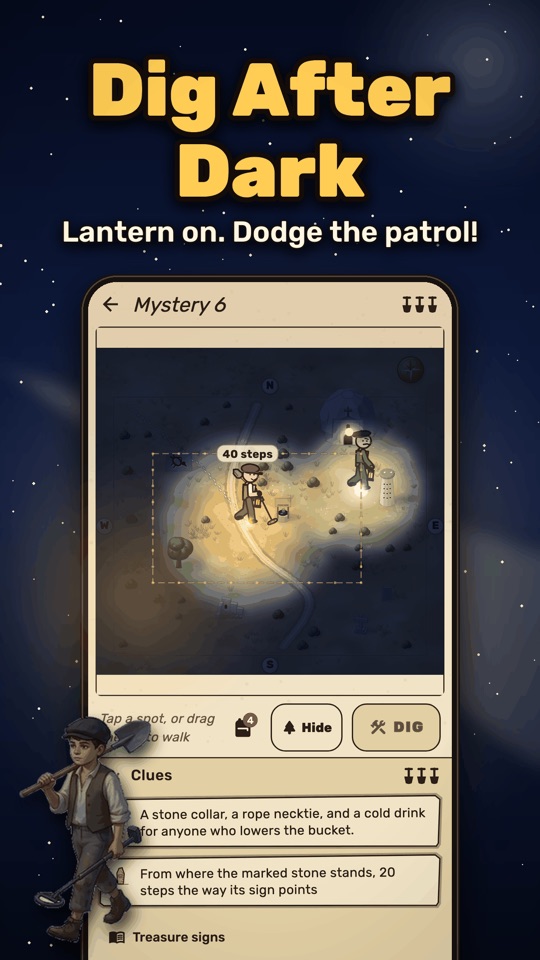 Dig After
Dark
Lantern on. Dodge the patrol!
Mystery 6
N
40 steps
W
E
S
Tap a spot, or drag
to walk
4
Hide
DIG
Clues
A stone collar, a rope necktie, and a cold drink
for anyone who lowers the bucket.
From where the marked stone stands, 20
steps the way its sign points
Treasure signs